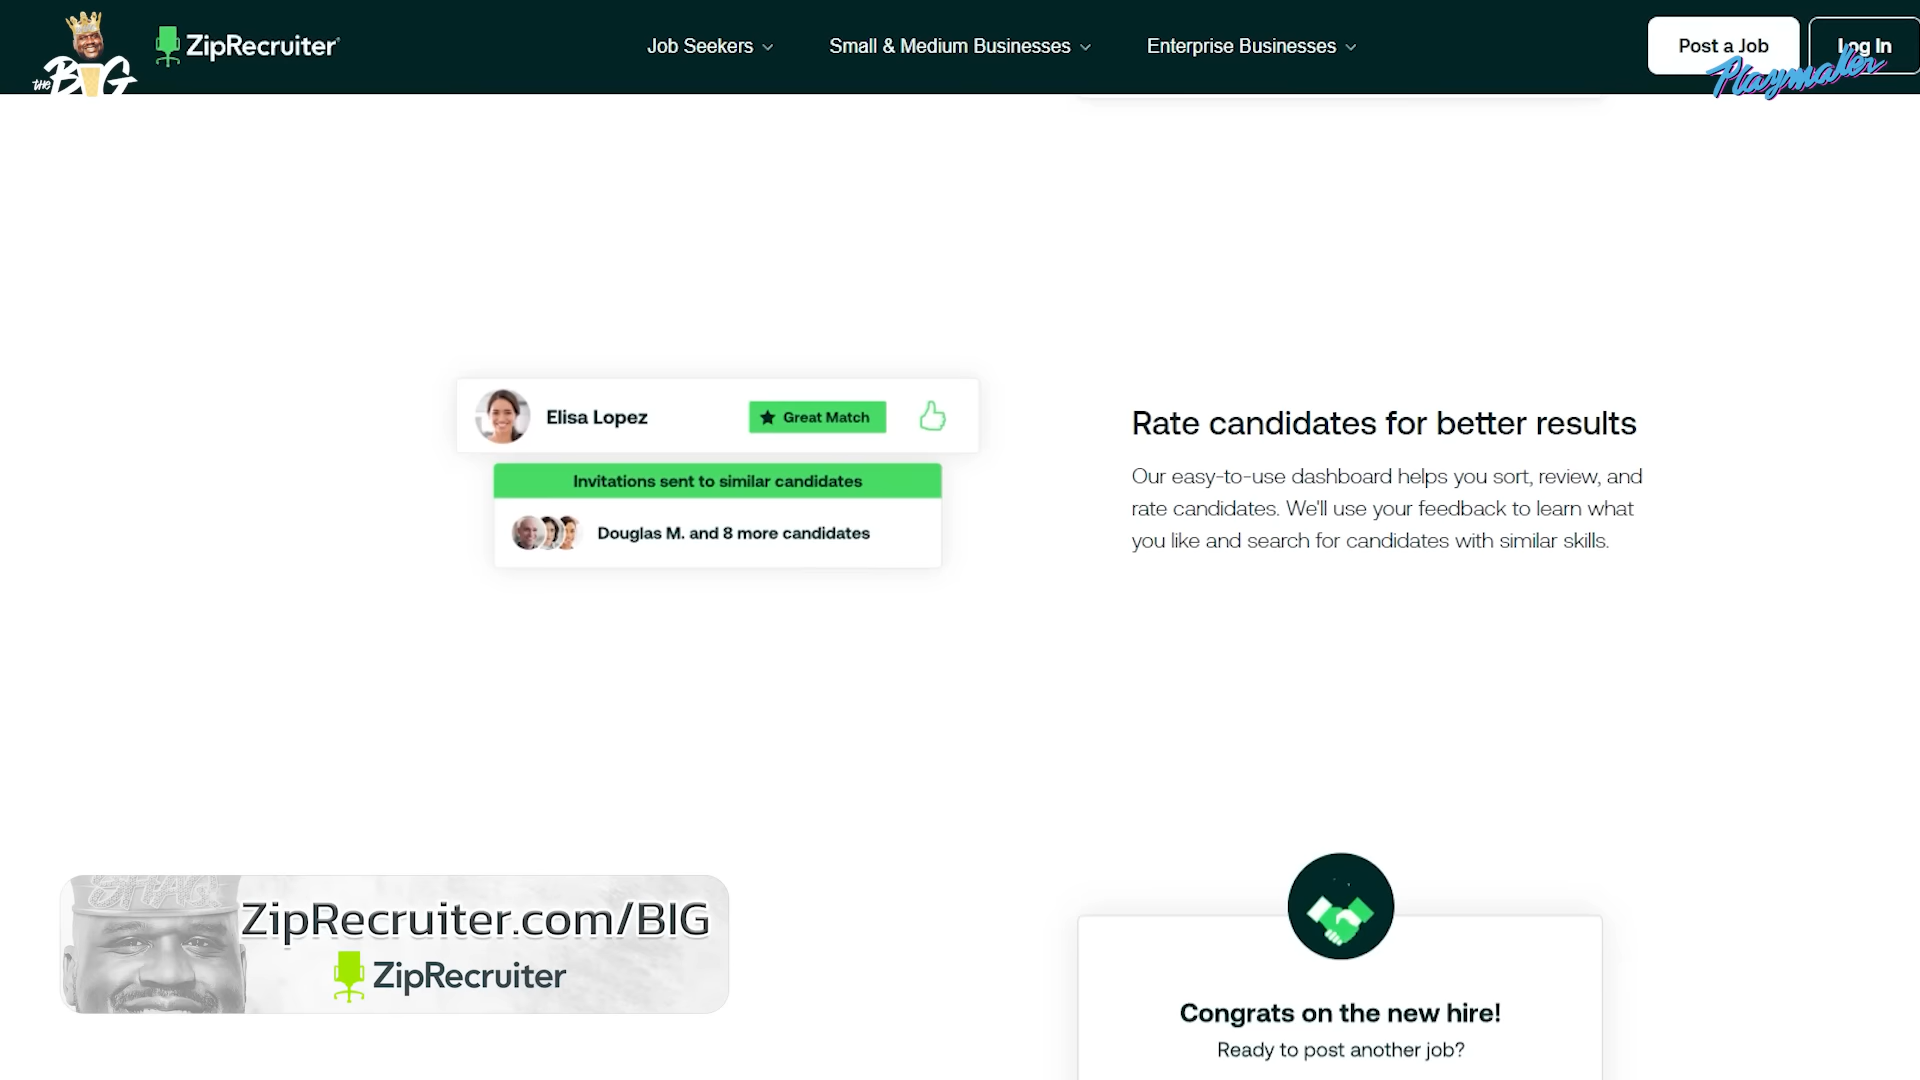 the BIG
ZipRecruiter
Job Seekers
Small & Medium Businesses
Enterprise Businesses
Post a Job
Log In
Playmaker
Elisa Lopez
Great Match
Invitations sent to similar candidates
Douglas M. and 8 more candidates
Rate candidates for better results
Our easy-to-use dashboard helps you sort, review, and
rate candidates. We'll use your feedback to learn what
you like and search for candidates with similar skills.
SHAQ
ZipRecruiter.com/BIG
ZipRecruiter
Congrats on the new hire!
Ready to post another job?